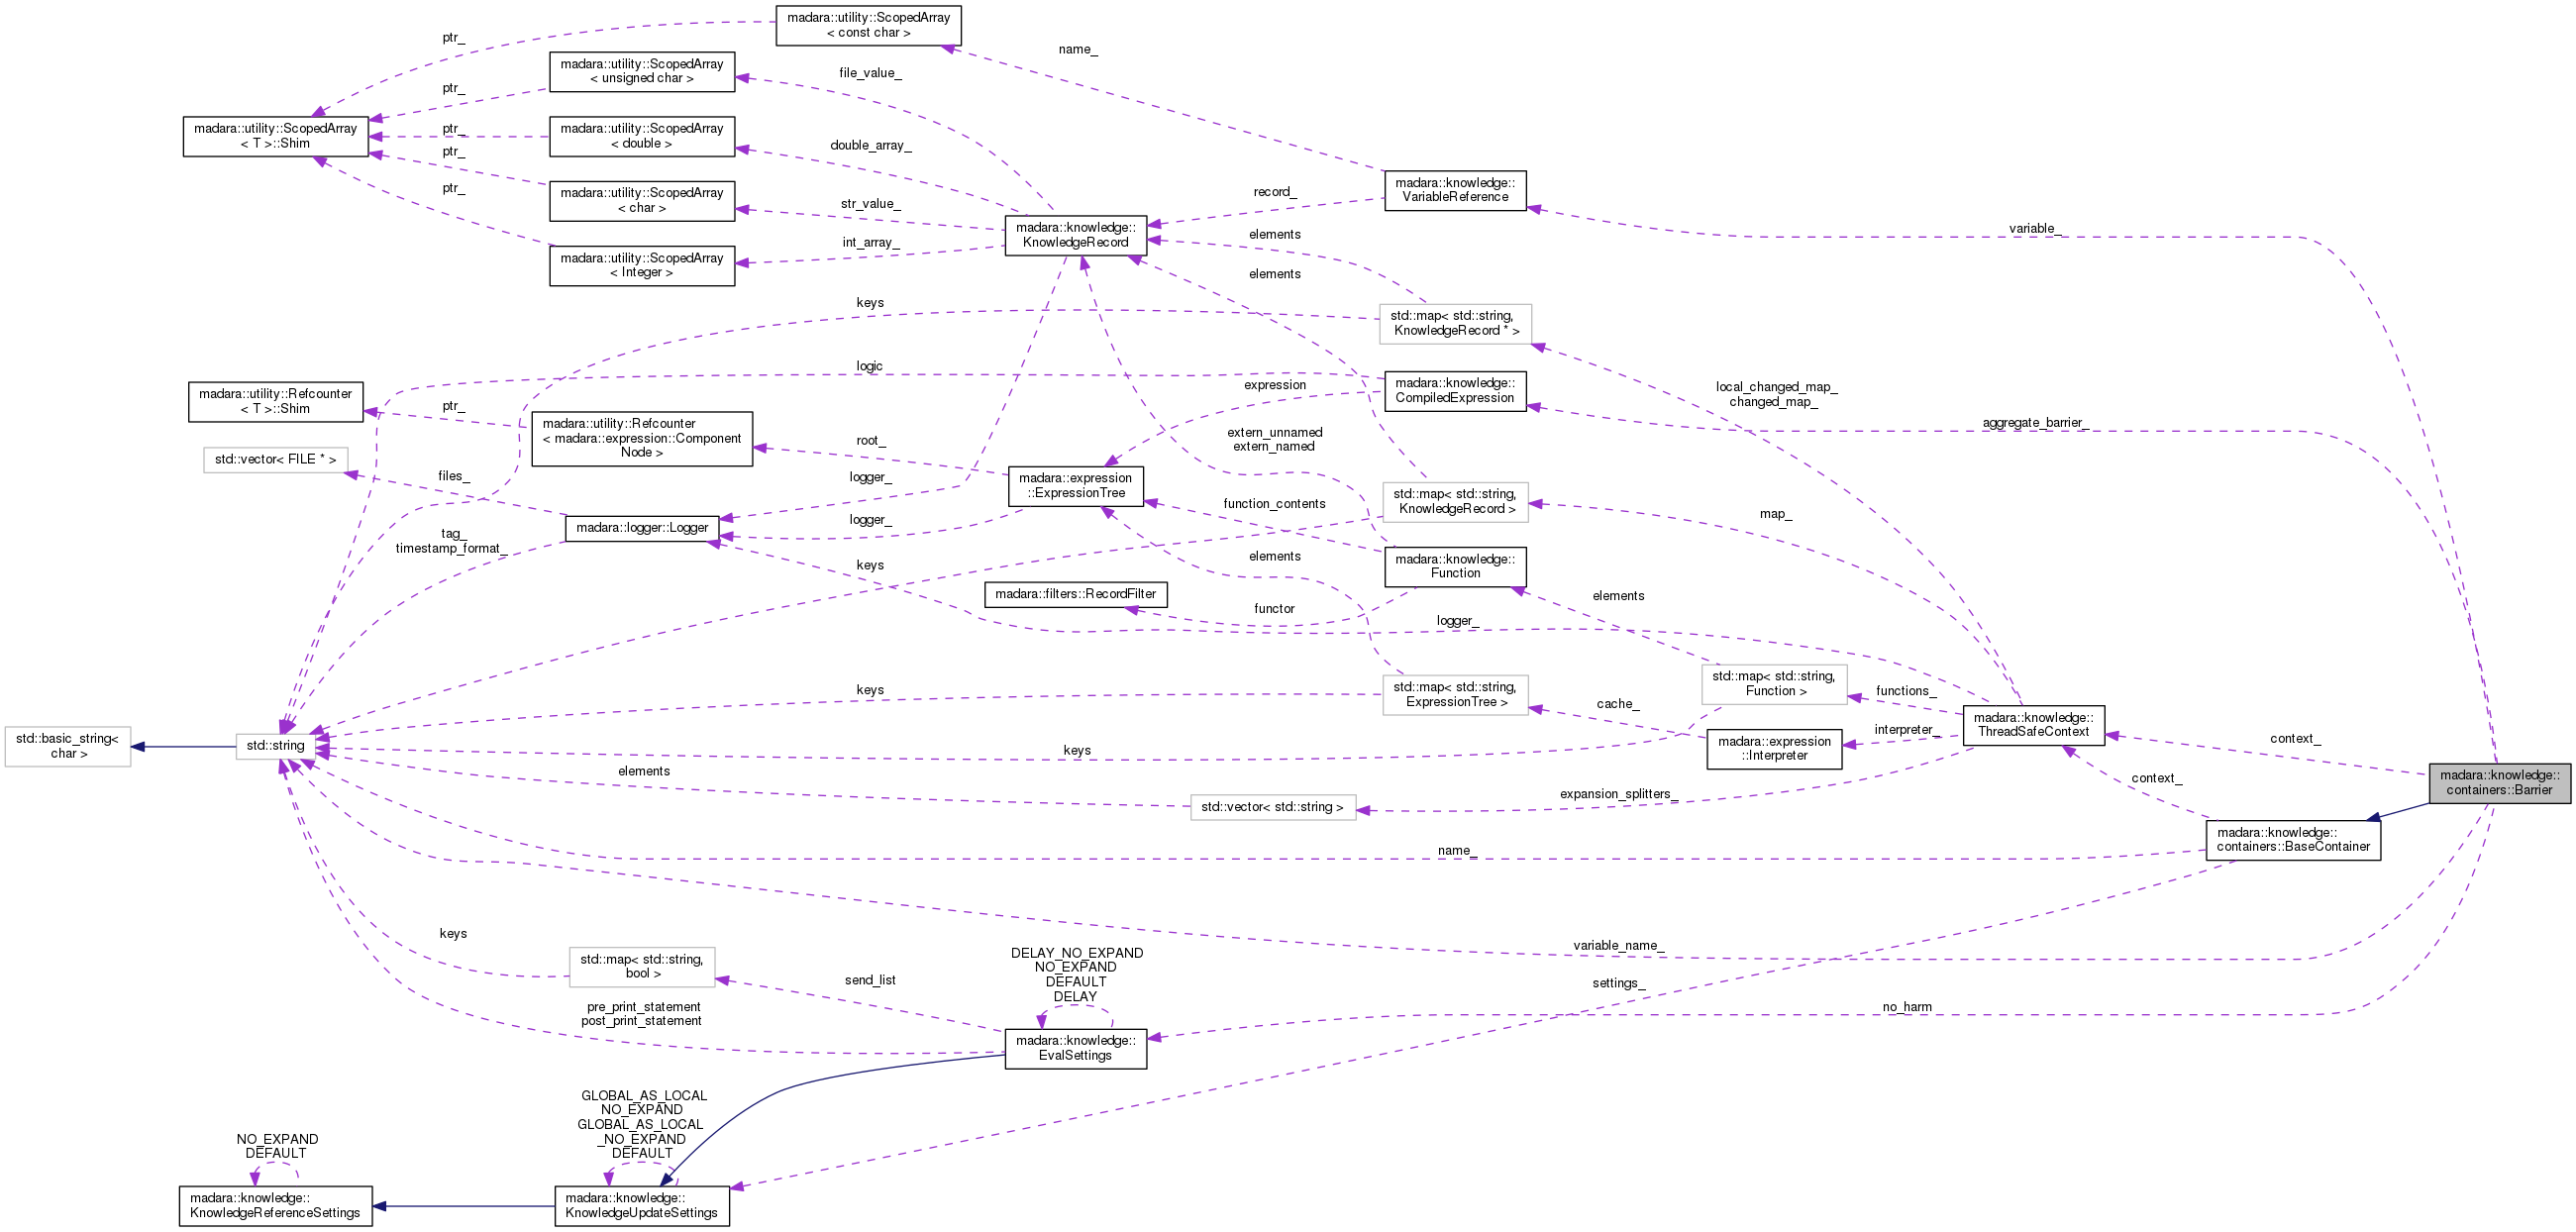 madara::utility::ScopedArray
< const char >
ptr_
name_
madara::utility::ScopedArray
< unsigned char >
file_value_
ptr_
madara::utility::ScopedArray
< T >::Shim
ptr_
madara::utility::ScopedArray
< double >
double_array_
ptr_
madara::utility::ScopedArray
< char >
str_value_
ptr_
madara::utility::ScopedArray
< Integer >
int_array_
madara::knowledge::
KnowledgeRecord
record_
madara::knowledge::
VariableReference
variable_
elements
elements
keys
std::map< std::string,
KnowledgeRecord * >
logic
madara::utility::Refcounter
< T >::Shim
ptr_
madara::utility::Refcounter
< madara::expression::Component
Node >
root_
expression
madara::knowledge::
CompiledExpression
local_changed_map_
changed_map_
aggregate_barrier_
extern_unnamed
extern_named
std::vector< FILE * >
files_
logger_
madara::expression
::ExpressionTree
function_contents
std::map< std::string,
KnowledgeRecord >
map_
madara::logger::Logger
logger_
tag_
timestamp_format_
keys
elements
madara::knowledge::
Function
madara::filters::RecordFilter
functor
elements
logger_
keys
std::map< std::string,
ExpressionTree >
std::map< std::string,
Function >
functions_
cache_
madara::knowledge::
ThreadSafeContext
std::basic_string<
char >
std::string
keys
madara::expression
::Interpreter
interpreter_
context_
elements
std::vector< std::string >
expansion_splitters_
context_
madara::knowledge::
containers::Barrier
madara::knowledge::
containers::BaseContainer
name_
keys
std::map< std::string,
bool >
send_list
DELAY_NO_EXPAND
NO_EXPAND
DEFAULT
DELAY
variable_name_
settings_
pre_print_statement
post_print_statement
no_harm
madara::knowledge::
EvalSettings
GLOBAL_AS_LOCAL
NO_EXPAND
GLOBAL_AS_LOCAL
_NO_EXPAND
DEFAULT
NO_EXPAND
DEFAULT
madara::knowledge::
KnowledgeReferenceSettings
madara::knowledge::
KnowledgeUpdateSettings